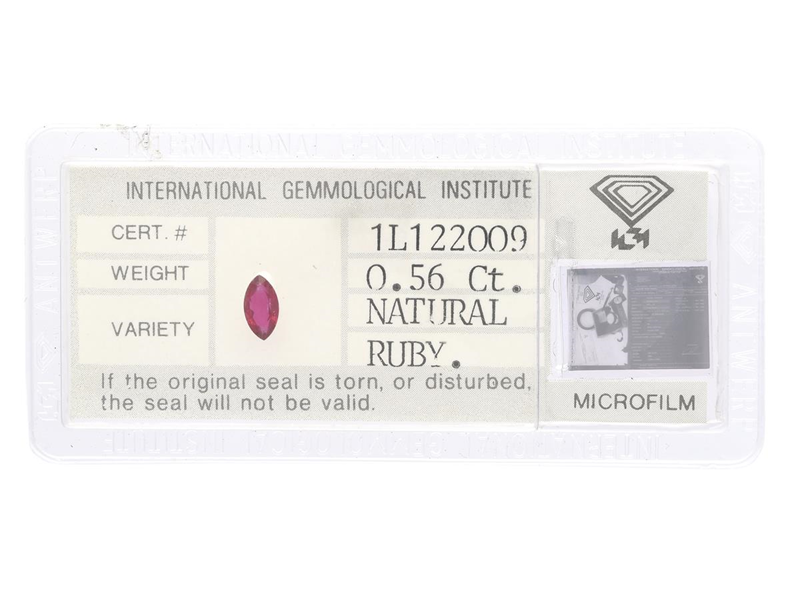 INTERNATIONAL GEMMOLOGICAL INSTITUTE
CERT. # 1L122009
WEIGHT 0.56 Ct.
VARIETY NATURAL
RUBY.
If the original seal is torn, or disturbed,
the seal will not be valid.
MICROFILM